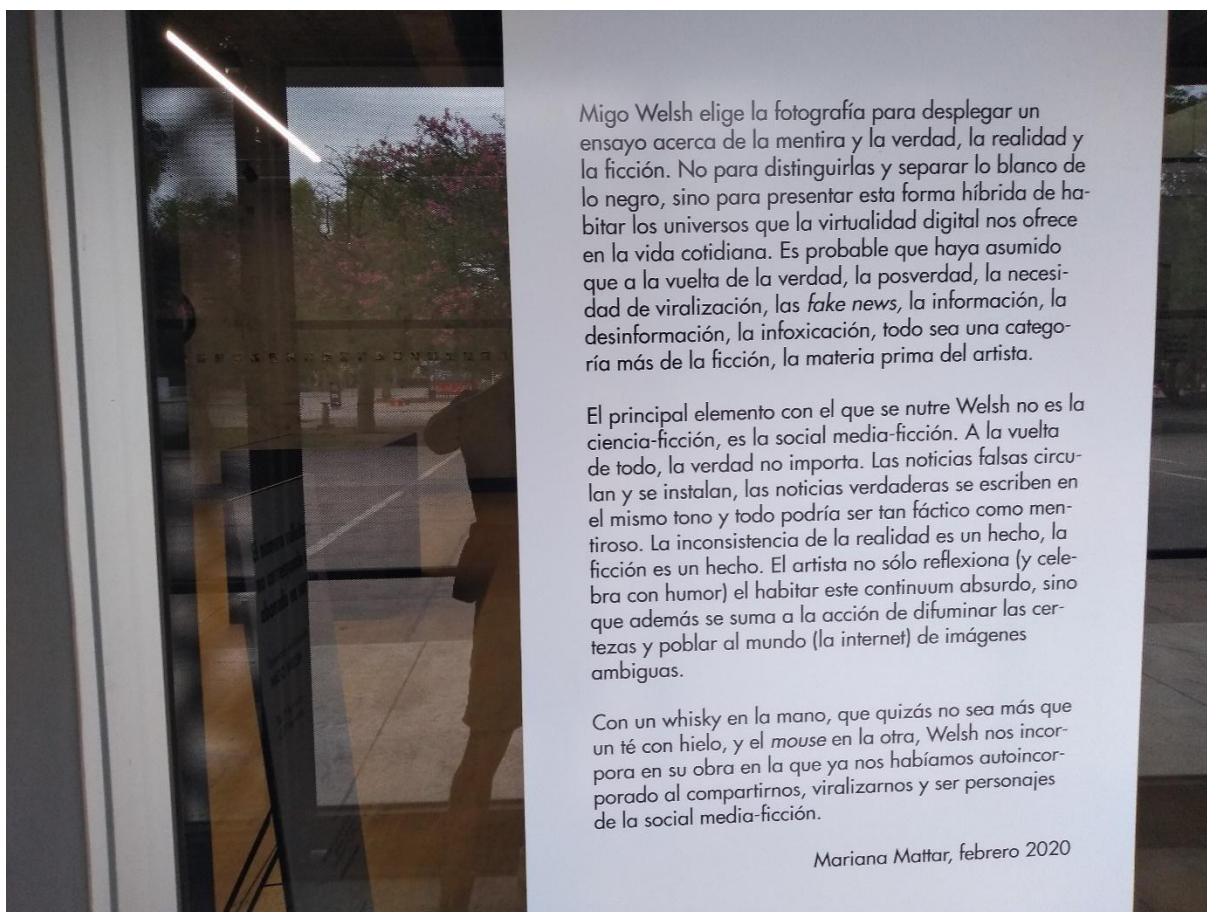 Migo Welsh elige la fotografía para desplegar un
ensayo acerca de la mentira y la verdad, la realidad y
la ficción. No para distinguirlas y separar lo blanco de
lo negro, sino para presentar esta forma híbrida de ha-
bitar los universos que la virtualidad digital nos ofrece
en la vida cotidiana. Es probable que haya asumido
que a la vuelta de la verdad, la posverdad, la necesi-
dad de viralización, las fake news, la información, la
desinformación, la infoxicación, todo sea una catego-
ría más de la ficción, la materia prima del artista.
El principal elemento con el que se nutre Welsh no es la
ciencia-ficción, es la social media-ficción. A la vuelta
de todo, la verdad no importa. Las noticias falsas circu-
lan y se instalan, las noticias verdaderas se escriben en
el mismo tono y todo podría ser tan fáctico como men-
tiroso. La inconsistencia de la realidad es un hecho, la
ficción es un hecho. El artista no sólo reflexiona (y cele-
bra con humor) el habitar este continuum absurdo, sino
que además se suma a la acción de difuminar las cer-
tezas y poblar al mundo (la internet) de imágenes
ambiguas.
Con un whisky en la mano, que quizás no sea más que
un té con hielo, y el mouse en la otra, Welsh nos incor-
pora en su obra en la que ya nos habíamos autoincor-
porado al compartirnos, viralizarnos y ser personajes
de la social media-ficción.
Mariana Mattar, febrero 2020